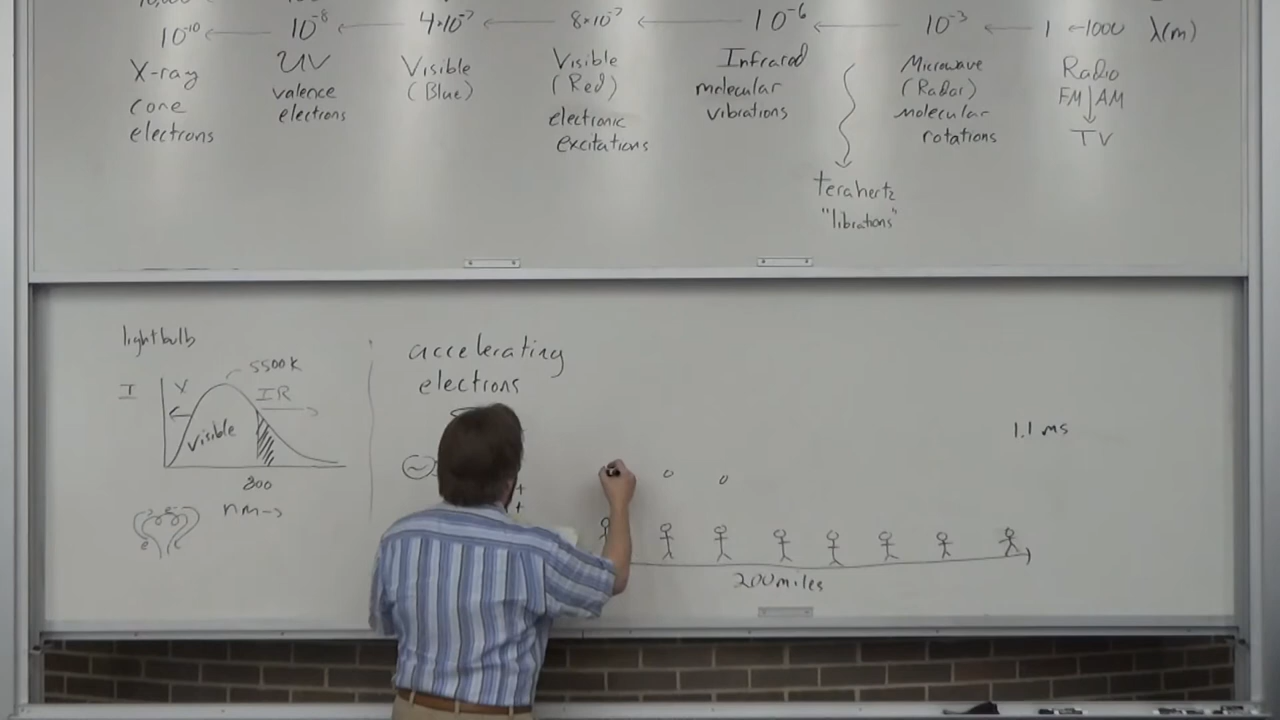 10^-10 ← 10^-8 ← 4×10^-7 ← 8×10^-7 ← 10^-6 ← 10^-3 ← 1 ← 1000 λ(m)
X-ray
core
electrons
UV
valence
electrons
Visible
(Blue)
Visible
(Red)
electronic
excitations
Infrared
molecular
vibrations
terahertz
"librations"
Microwave
(Radar)
molecular
rotations
Radio
FM↓AM
TV
lightbulb
5500K
I
IR
visible
800
nm→
accelerating
electrons
~
+
+
1.1 ms
200miles